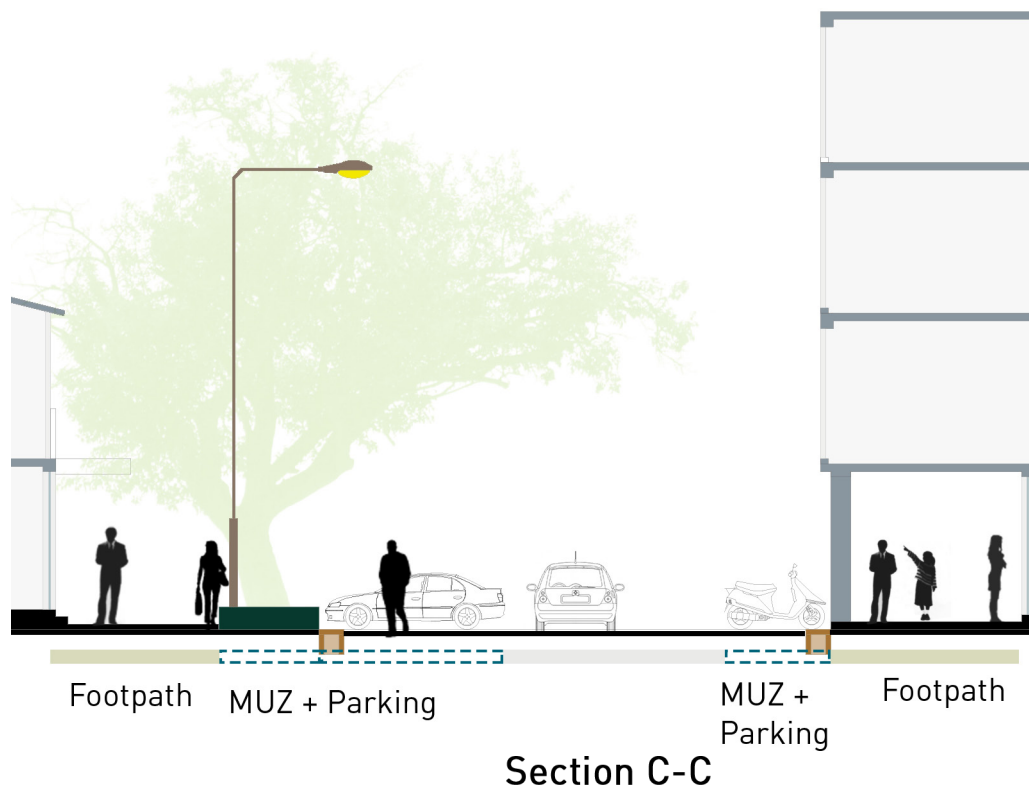 Footpath
MUZ + Parking
MUZ +
Parking
Footpath
Section C-C